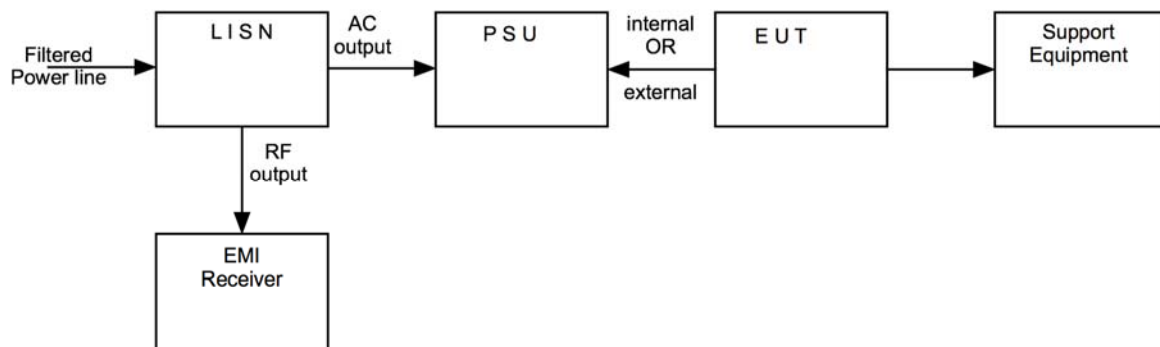 Filtered
Power line
L I S N
AC
output
P S U
internal
OR
external
E U T
Support
Equipment
RF
output
EMI
Receiver